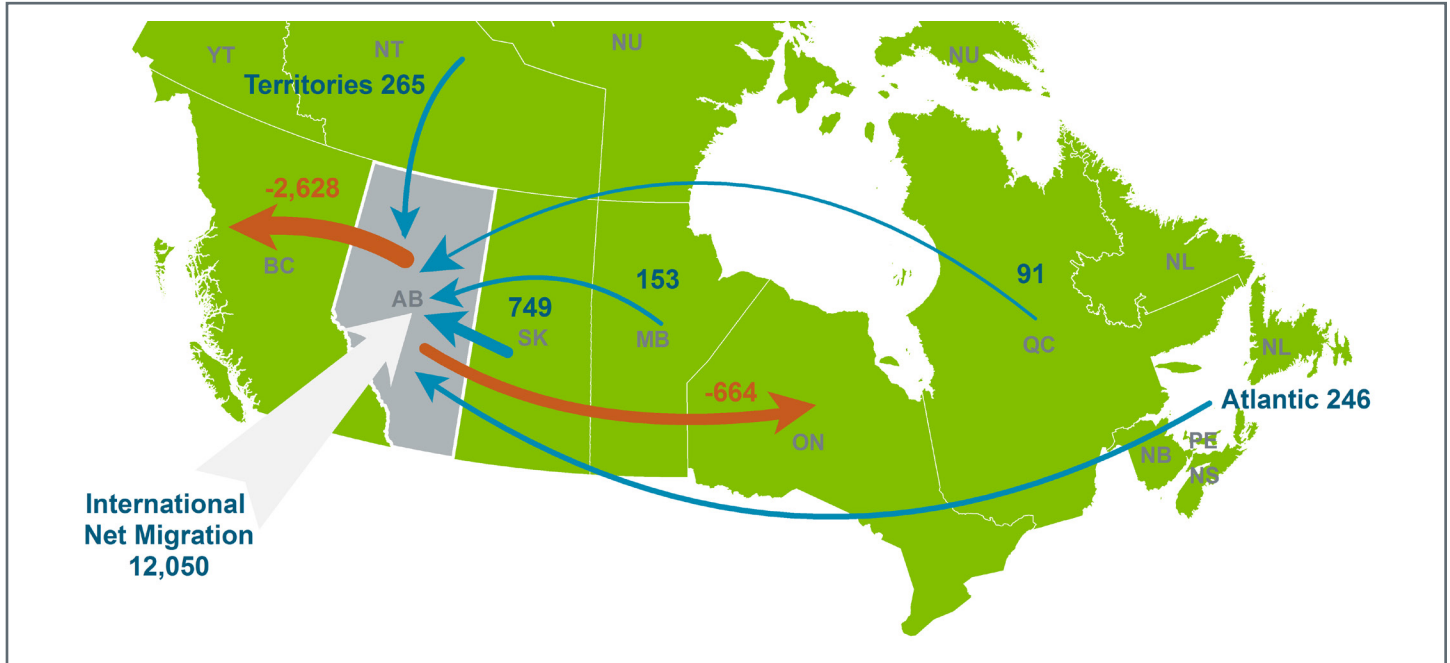 YT
NT
NU
NU
Territories 265
-2,628
BC
AB
749
SK
153
MB
91
QC
NL
NL
-664
ON
Atlantic 246
PE
NB
NS
International
Net Migration
12,050